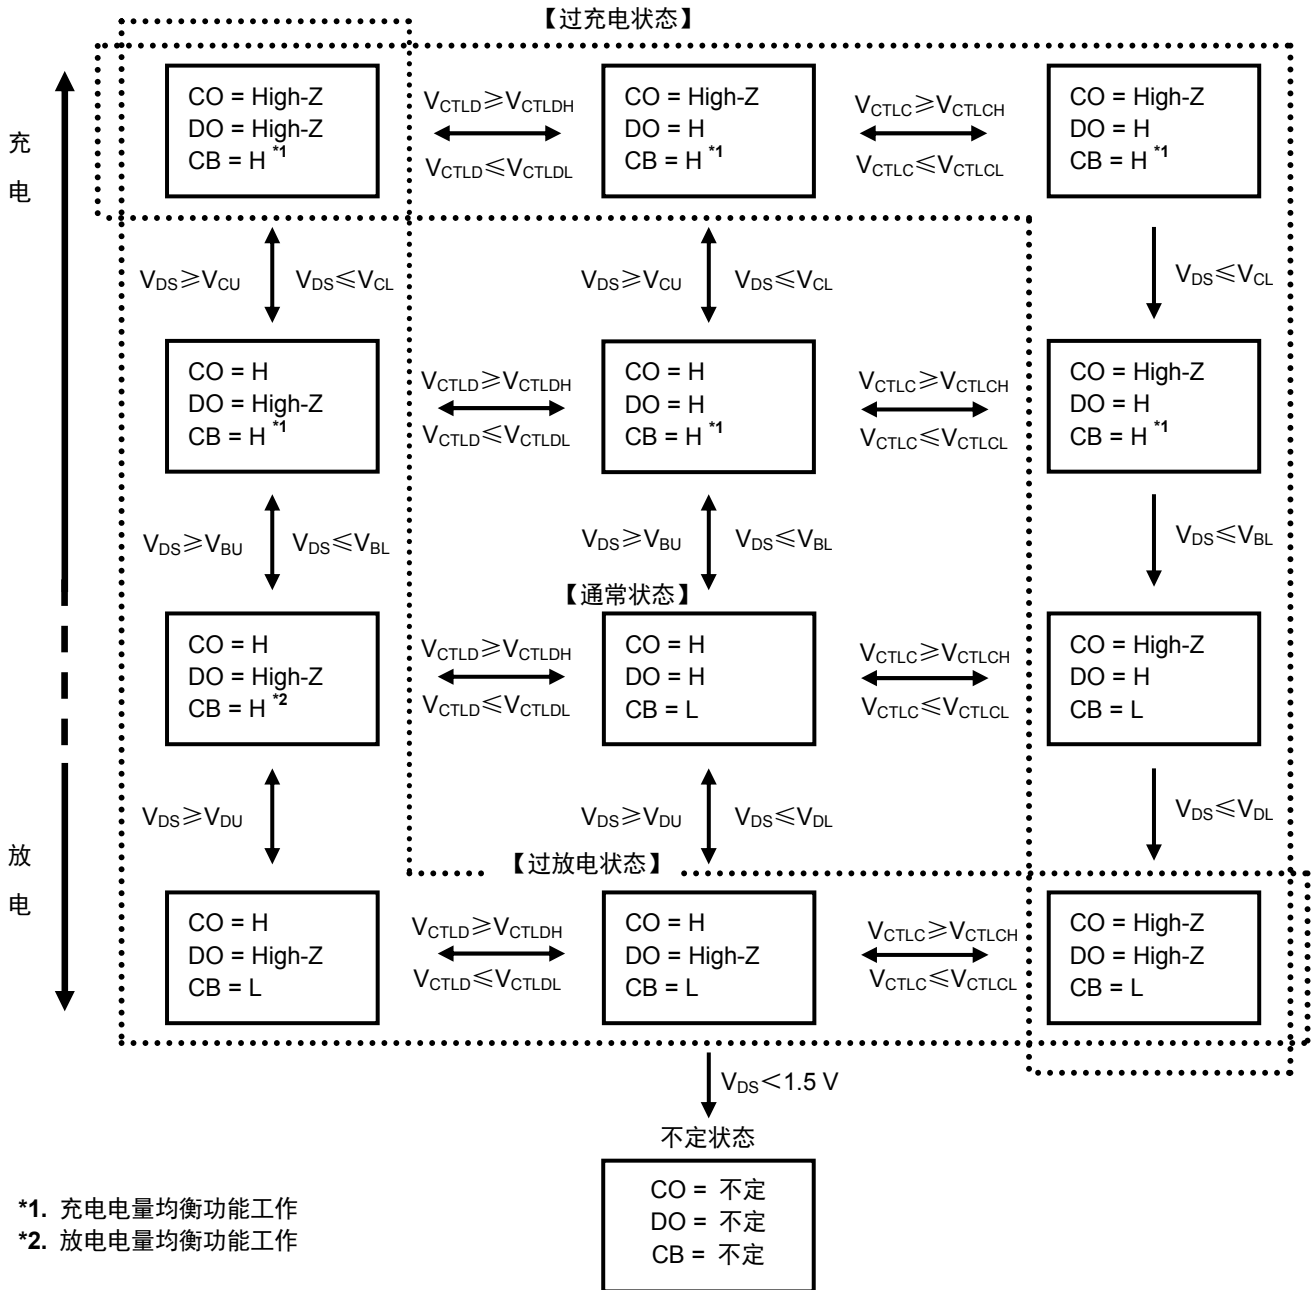 【过充电状态】
充
电
CO = High-Z
DO = High-Z
CB = H *1
VCTLD≥VCTLDH
VCTLD≤VCTLDL
CO = High-Z
DO = H
CB = H *1
VCTLC≥VCTLCH
VCTLC≤VCTLCL
CO = High-Z
DO = H
CB = H *1
VDS≥VCU
VDS≤VCL
VDS≥VCU
VDS≤VCL
VDS≤VCL
CO = H
DO = High-Z
CB = H *1
VCTLD≥VCTLDH
VCTLD≤VCTLDL
CO = H
DO = H
CB = H *1
VCTLC≥VCTLCH
VCTLC≤VCTLCL
CO = High-Z
DO = H
CB = H *1
VDS≥VBU
VDS≤VBL
VDS≥VBU
VDS≤VBL
VDS≤VBL
【通常状态】
CO = H
DO = High-Z
CB = H *2
VCTLD≥VCTLDH
VCTLD≤VCTLDL
CO = H
DO = H
CB = L
VCTLC≥VCTLCH
VCTLC≤VCTLCL
CO = High-Z
DO = H
CB = L
VDS≥VDU
VDS≥VDU
VDS≤VDL
VDS≤VDL
放
电
【过放电状态】
CO = H
DO = High-Z
CB = L
VCTLD≥VCTLDH
VCTLD≤VCTLDL
CO = H
DO = High-Z
CB = L
VCTLC≥VCTLCH
VCTLC≤VCTLCL
CO = High-Z
DO = High-Z
CB = L
VDS＜1.5 V
不定状态
CO = 不定
DO = 不定
CB = 不定
*1. 充电电量均衡功能工作
*2. 放电电量均衡功能工作